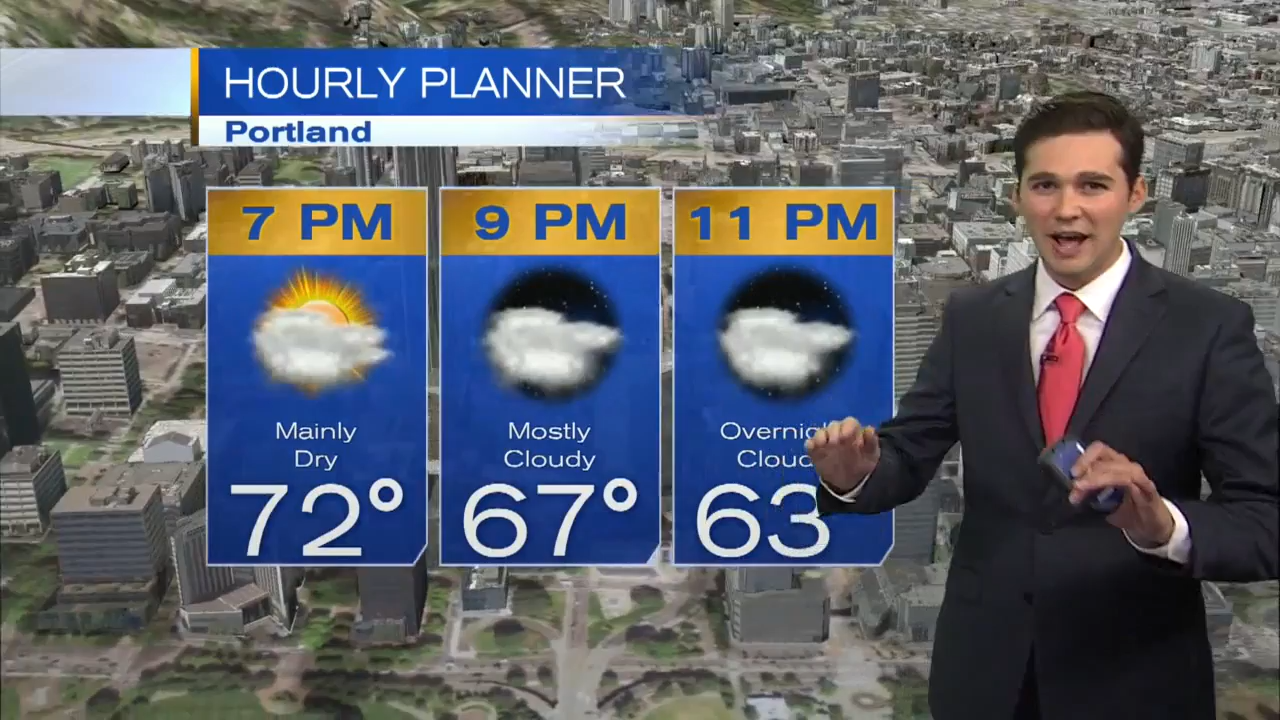 HOURLY PLANNER
Portland
7 PM
9 PM
11 PM
Mainly
Dry
Mostly
Cloudy
72°
67°
63